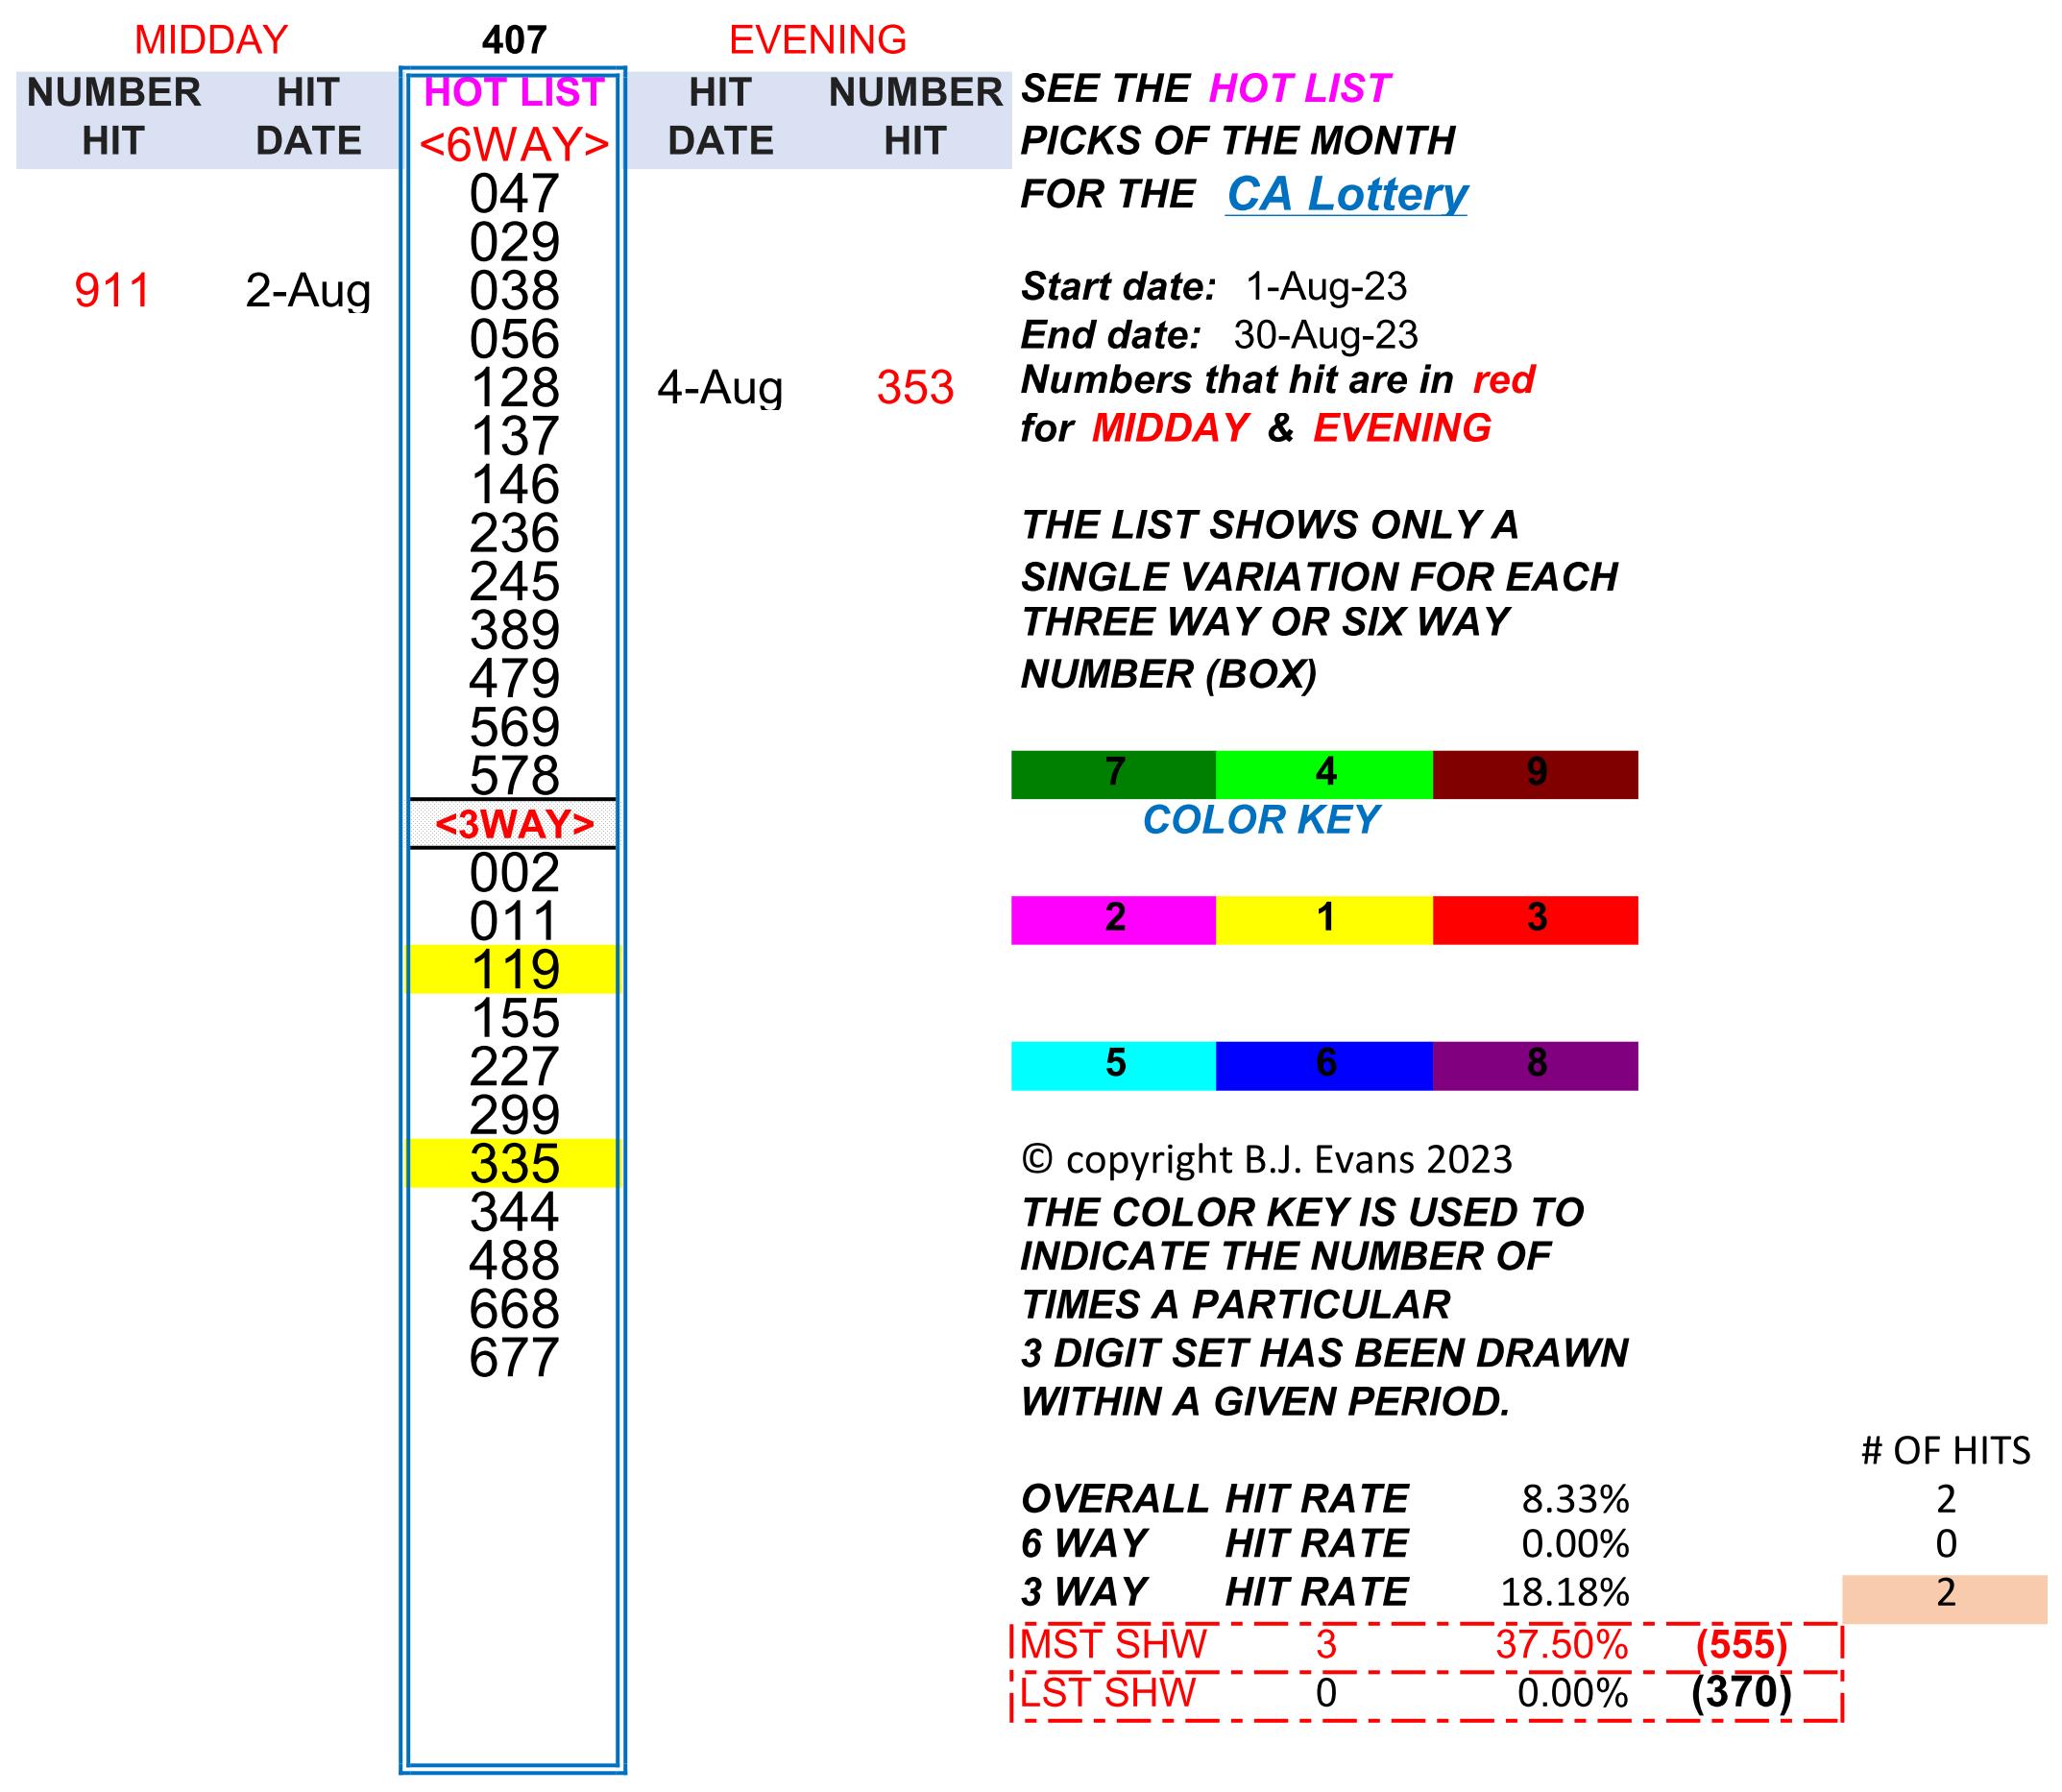 MIDDAY 407 EVENING
NUMBER HIT HOT LIST HIT NUMBER SEE THE HOT LIST
HIT DATE <6WAY> DATE HIT PICKS OF THE MONTH
047 FOR THE CA Lottery
029
911 2-Aug 038 Start date: 1-Aug-23
056 End date: 30-Aug-23
128 4-Aug 353 Numbers that hit are in red
137 for MIDDAY & EVENING
146
236 THE LIST SHOWS ONLY A
245 SINGLE VARIATION FOR EACH
389 THREE WAY OR SIX WAY
479 NUMBER (BOX)
569
578 7 4 9
<3WAY> COLOR KEY
002
011 2 1 3
119
155
227 5 6 8
299
335 © copyright B.J. Evans 2023
344 THE COLOR KEY IS USED TO
488 INDICATE THE NUMBER OF
668 TIMES A PARTICULAR
677 3 DIGIT SET HAS BEEN DRAWN
WITHIN A GIVEN PERIOD.
# OF HITS
OVERALL HIT RATE 8.33% 2
6 WAY HIT RATE 0.00% 0
3 WAY HIT RATE 18.18% 2
MST SHW 3 37.50% (555)
LST SHW 0 0.00% (370)